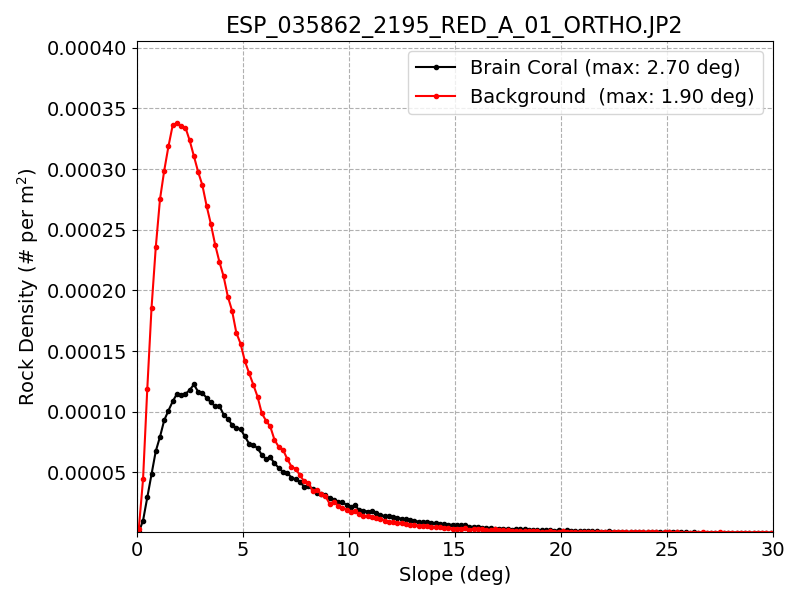 ESP_035862_2195_RED_A_01_ORTHO.JP2
0.00040
0.00035
0.00030
0.00025
0.00020
0.00015
0.00010
0.00005
Rock Density (# per m²)
Brain Coral (max: 2.70 deg)
Background  (max: 1.90 deg)
0 5 10 15 20 25 30
Slope (deg)